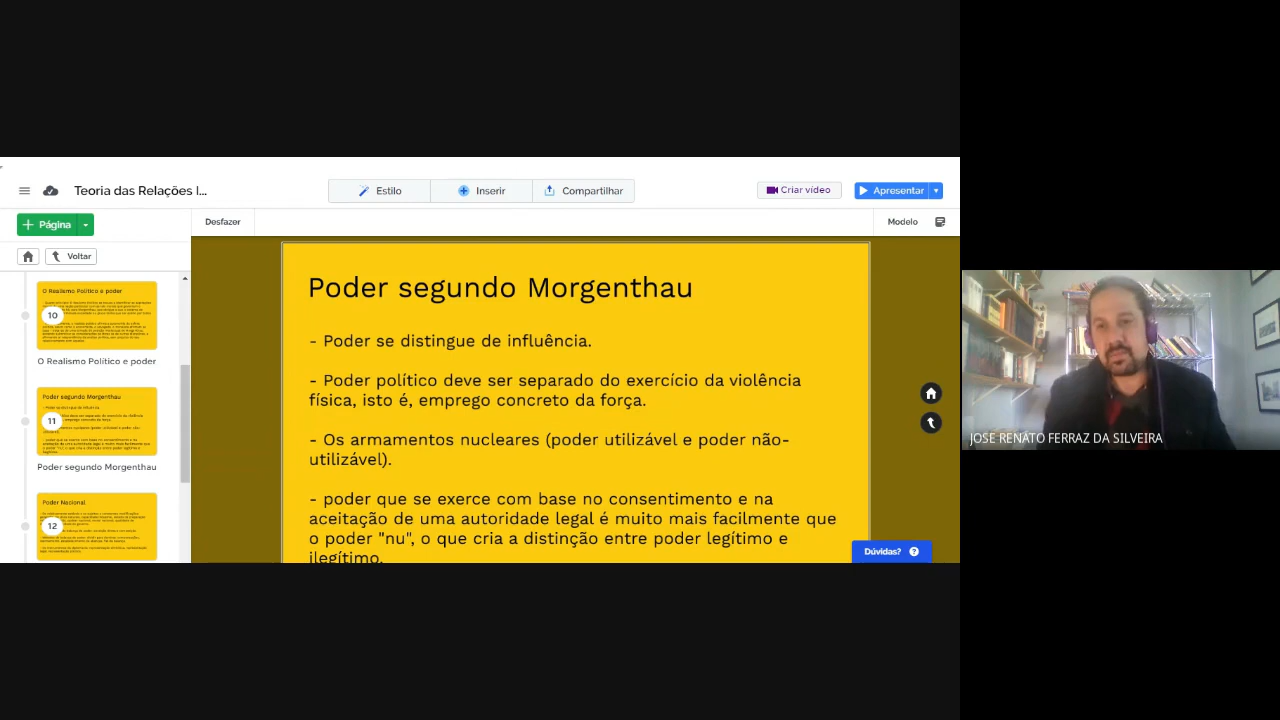 Teoria das Relações I...
Estilo
Inserir
Compartilhar
Criar vídeo
Apresentar
Página
Desfazer
Modelo
Voltar
O Realismo Político e poder
10
O Realismo Político e poder
Poder segundo Morgenthau
11
Poder segundo Morgenthau
Poder Nacional
12
Poder segundo Morgenthau
- Poder se distingue de influência.
- Poder político deve ser separado do exercício da violência
física, isto é, emprego concreto da força.
- Os armamentos nucleares (poder utilizável e poder não-
utilizável).
- poder que se exerce com base no consentimento e na
aceitação de uma autoridade legal é muito mais facilmente que
o poder "nu", o que cria a distinção entre poder legítimo e
ilegítimo.
Dúvidas? ?
JOSE RENATO FERRAZ DA SILVEIRA